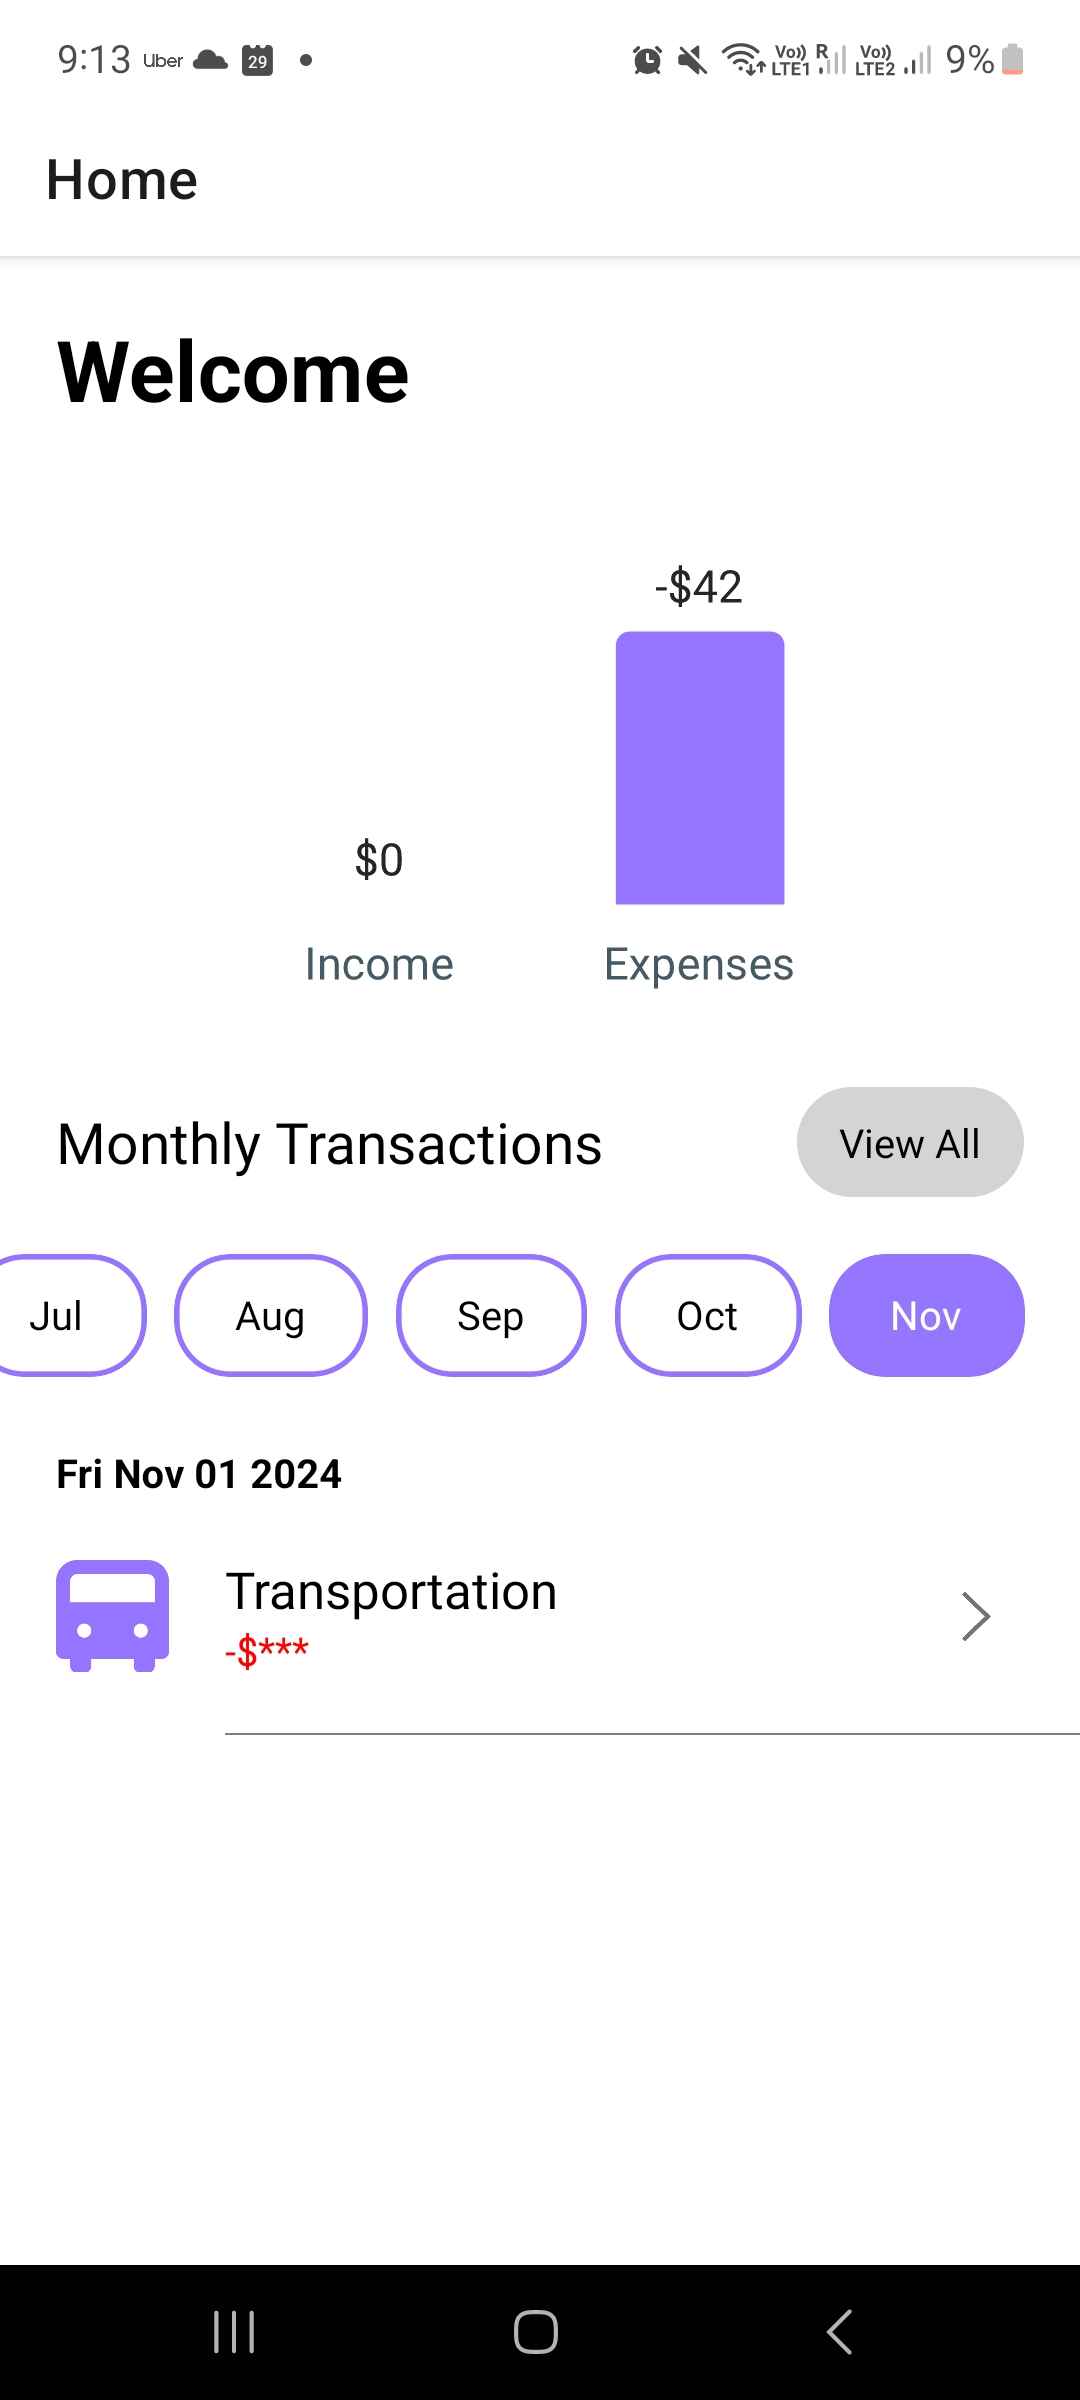 9:13 Uber 29 Vo)) LTE1 R Vo)) LTE2 9%
Home
Welcome
-$42
$0
Income Expenses
Monthly Transactions View All
Jul Aug Sep Oct Nov
Fri Nov 01 2024
Transportation
-$***